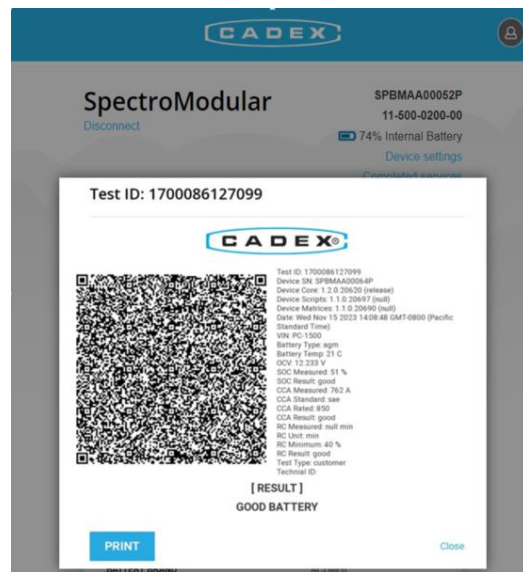 CADEX
SpectroModular
Disconnect
SPBMAA00052P
11-500-0200-00
74% Internal Battery
Device settings
Completed services
Test ID: 1700086127099
CADEX®
Test ID: 1700086127099
Device SN: SPBMAA00064P
Device Core: 1.2.0.20620 (release)
Device Scripts: 1.1.0.20697 (null)
Device Matrices: 1.1.0.20690 (null)
Date: Wed Nov 15 2023 14:08:48 GMT-0800 (Pacific
Standard Time)
VIN: PC-1500
Battery Type: agm
Battery Temp: 21 C
OCV: 12.233 V
SOC Measured: 51 %
SOC Result: good
CCA Measured: 762 A
CCA Standard: sae
CCA Rated: 850
CCA Result: good
RC Measured: null min
RC Unit: min
RC Minimum: 40 %
RC Result: good
Test Type: customer
Technial ID:
[ RESULT ]
GOOD BATTERY
PRINT
Close
BATTERY BRAND